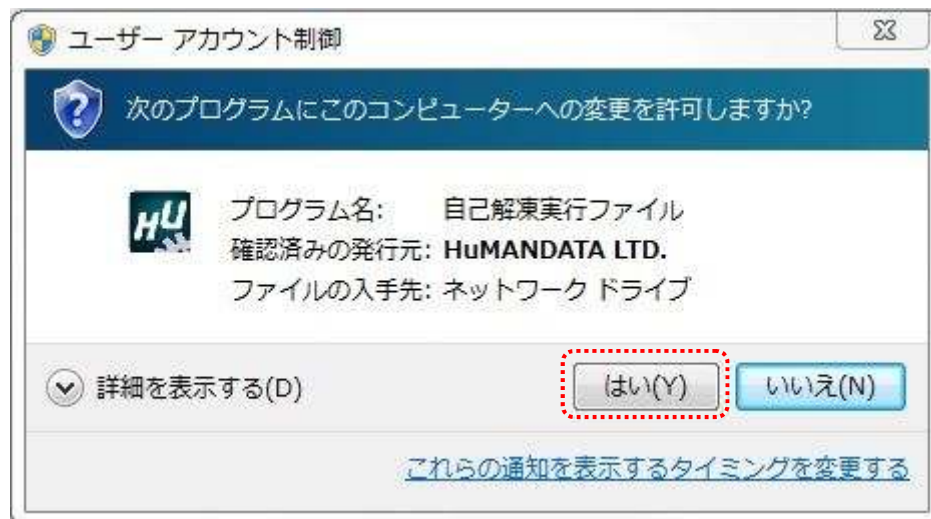 ユーザー アカウント制御
次のプログラムにこのコンピューターへの変更を許可しますか?
HU
プログラム名: 自己解凍実行ファイル
確認済みの発行元: HuMANDATA LTD.
ファイルの入手先: ネットワーク ドライブ
詳細を表示する(D) はい(Y) いいえ(N)
これらの通知を表示するタイミングを変更する